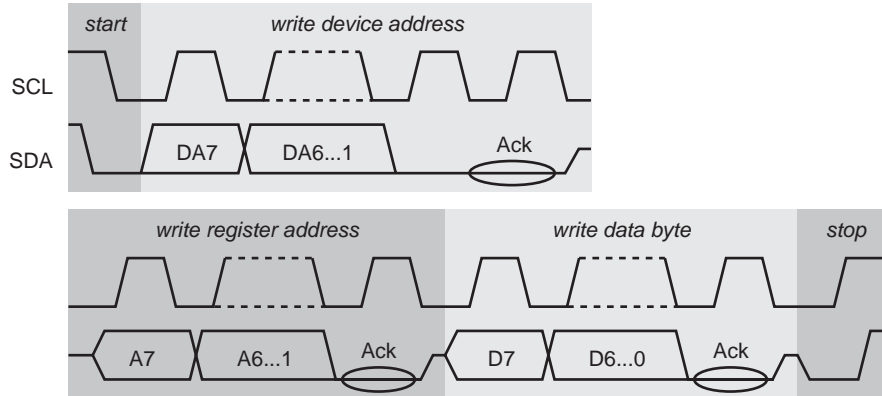 start write device address
SCL
SDA DA7 DA6...1 Ack
write register address write data byte stop
A7 A6...1 Ack D7 D6...0 Ack